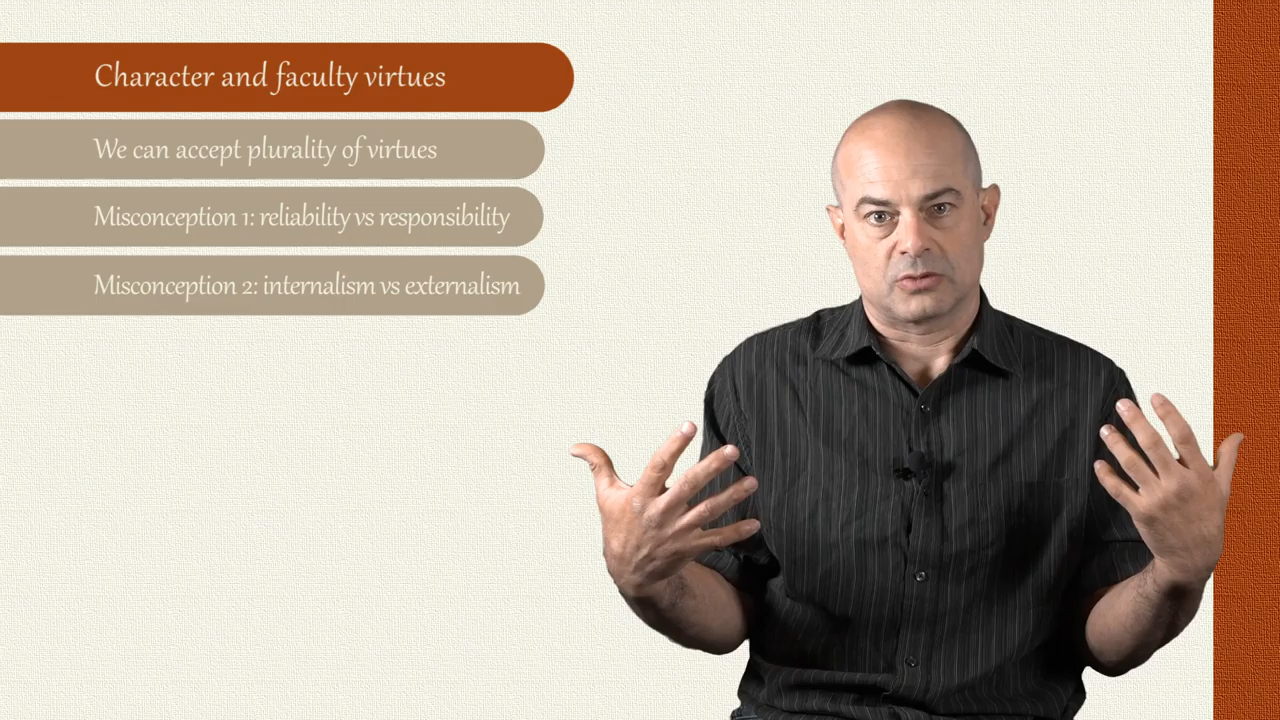 Character and faculty virtues
We can accept plurality of virtues
Misconception 1: reliability vs responsibility
Misconception 2: internalism vs externalism